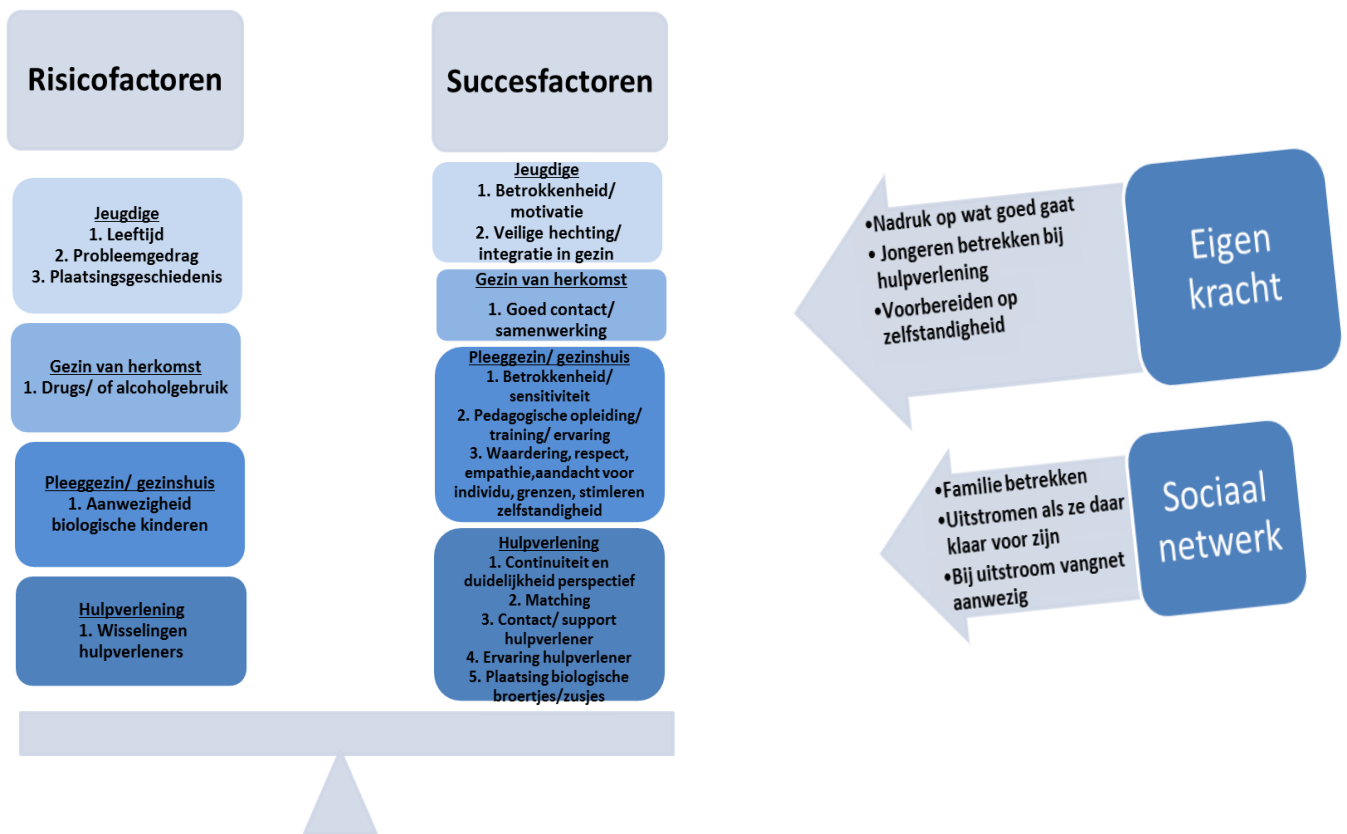 Risicofactoren
Jeugdige
1. Leeftijd
2. Probleemgedrag
3. Plaatsingsgeschiedenis
Gezin van herkomst
1. Drugs/ of alcoholgebruik
Pleeggezin/ gezinshuis
1. Aanwezigheid
biologische kinderen
Hulpverlening
1. Wisselingen
hulpverleners
Succesfactoren
Jeugdige
1. Betrokkenheid/
motivatie
2. Veilige hechting/
integratie in gezin
Gezin van herkomst
1. Goed contact/
samenwerking
Pleeggezin/ gezinshuis
1. Betrokkenheid/
sensitiviteit
2. Pedagogische opleiding/
training/ ervaring
3. Waardering, respect,
empathie,aandacht voor
individu, grenzen, stimleren
zelfstandigheid
Hulpverlening
1. Continuiteit en
duidelijkheid perspectief
2. Matching
3. Contact/ support
hulpverlener
4. Ervaring hulpverlener
5. Plaatsing biologische
broertjes/zusjes
•Nadruk op wat goed gaat
• Jongeren betrekken bij
hulpverlening
•Voorbereiden op
zelfstandigheid
Eigen
kracht
•Familie betrekken
•Uitstromen als ze daar
klaar voor zijn
•Bij uitstroom vangnet
aanwezig
Sociaal
netwerk